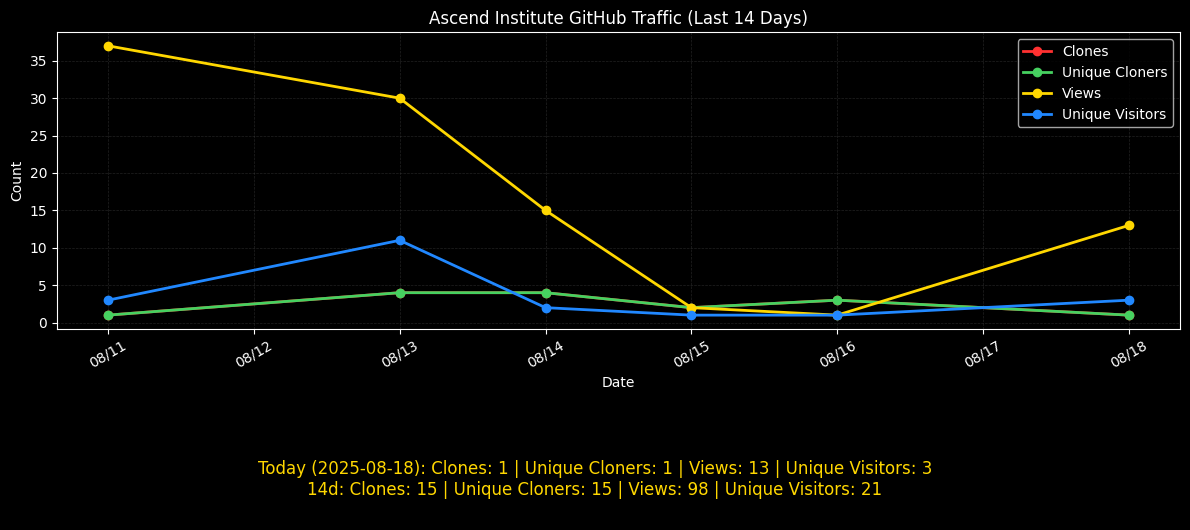 Ascend Institute GitHub Traffic (Last 14 Days)
Clones
Unique Cloners
Views
Unique Visitors
Count
35
30
25
20
15
10
5
0
08/11
08/12
08/13
08/14
08/15
08/16
08/17
08/18
Date
Today (2025-08-18): Clones: 1 | Unique Cloners: 1 | Views: 13 | Unique Visitors: 3
14d: Clones: 15 | Unique Cloners: 15 | Views: 98 | Unique Visitors: 21